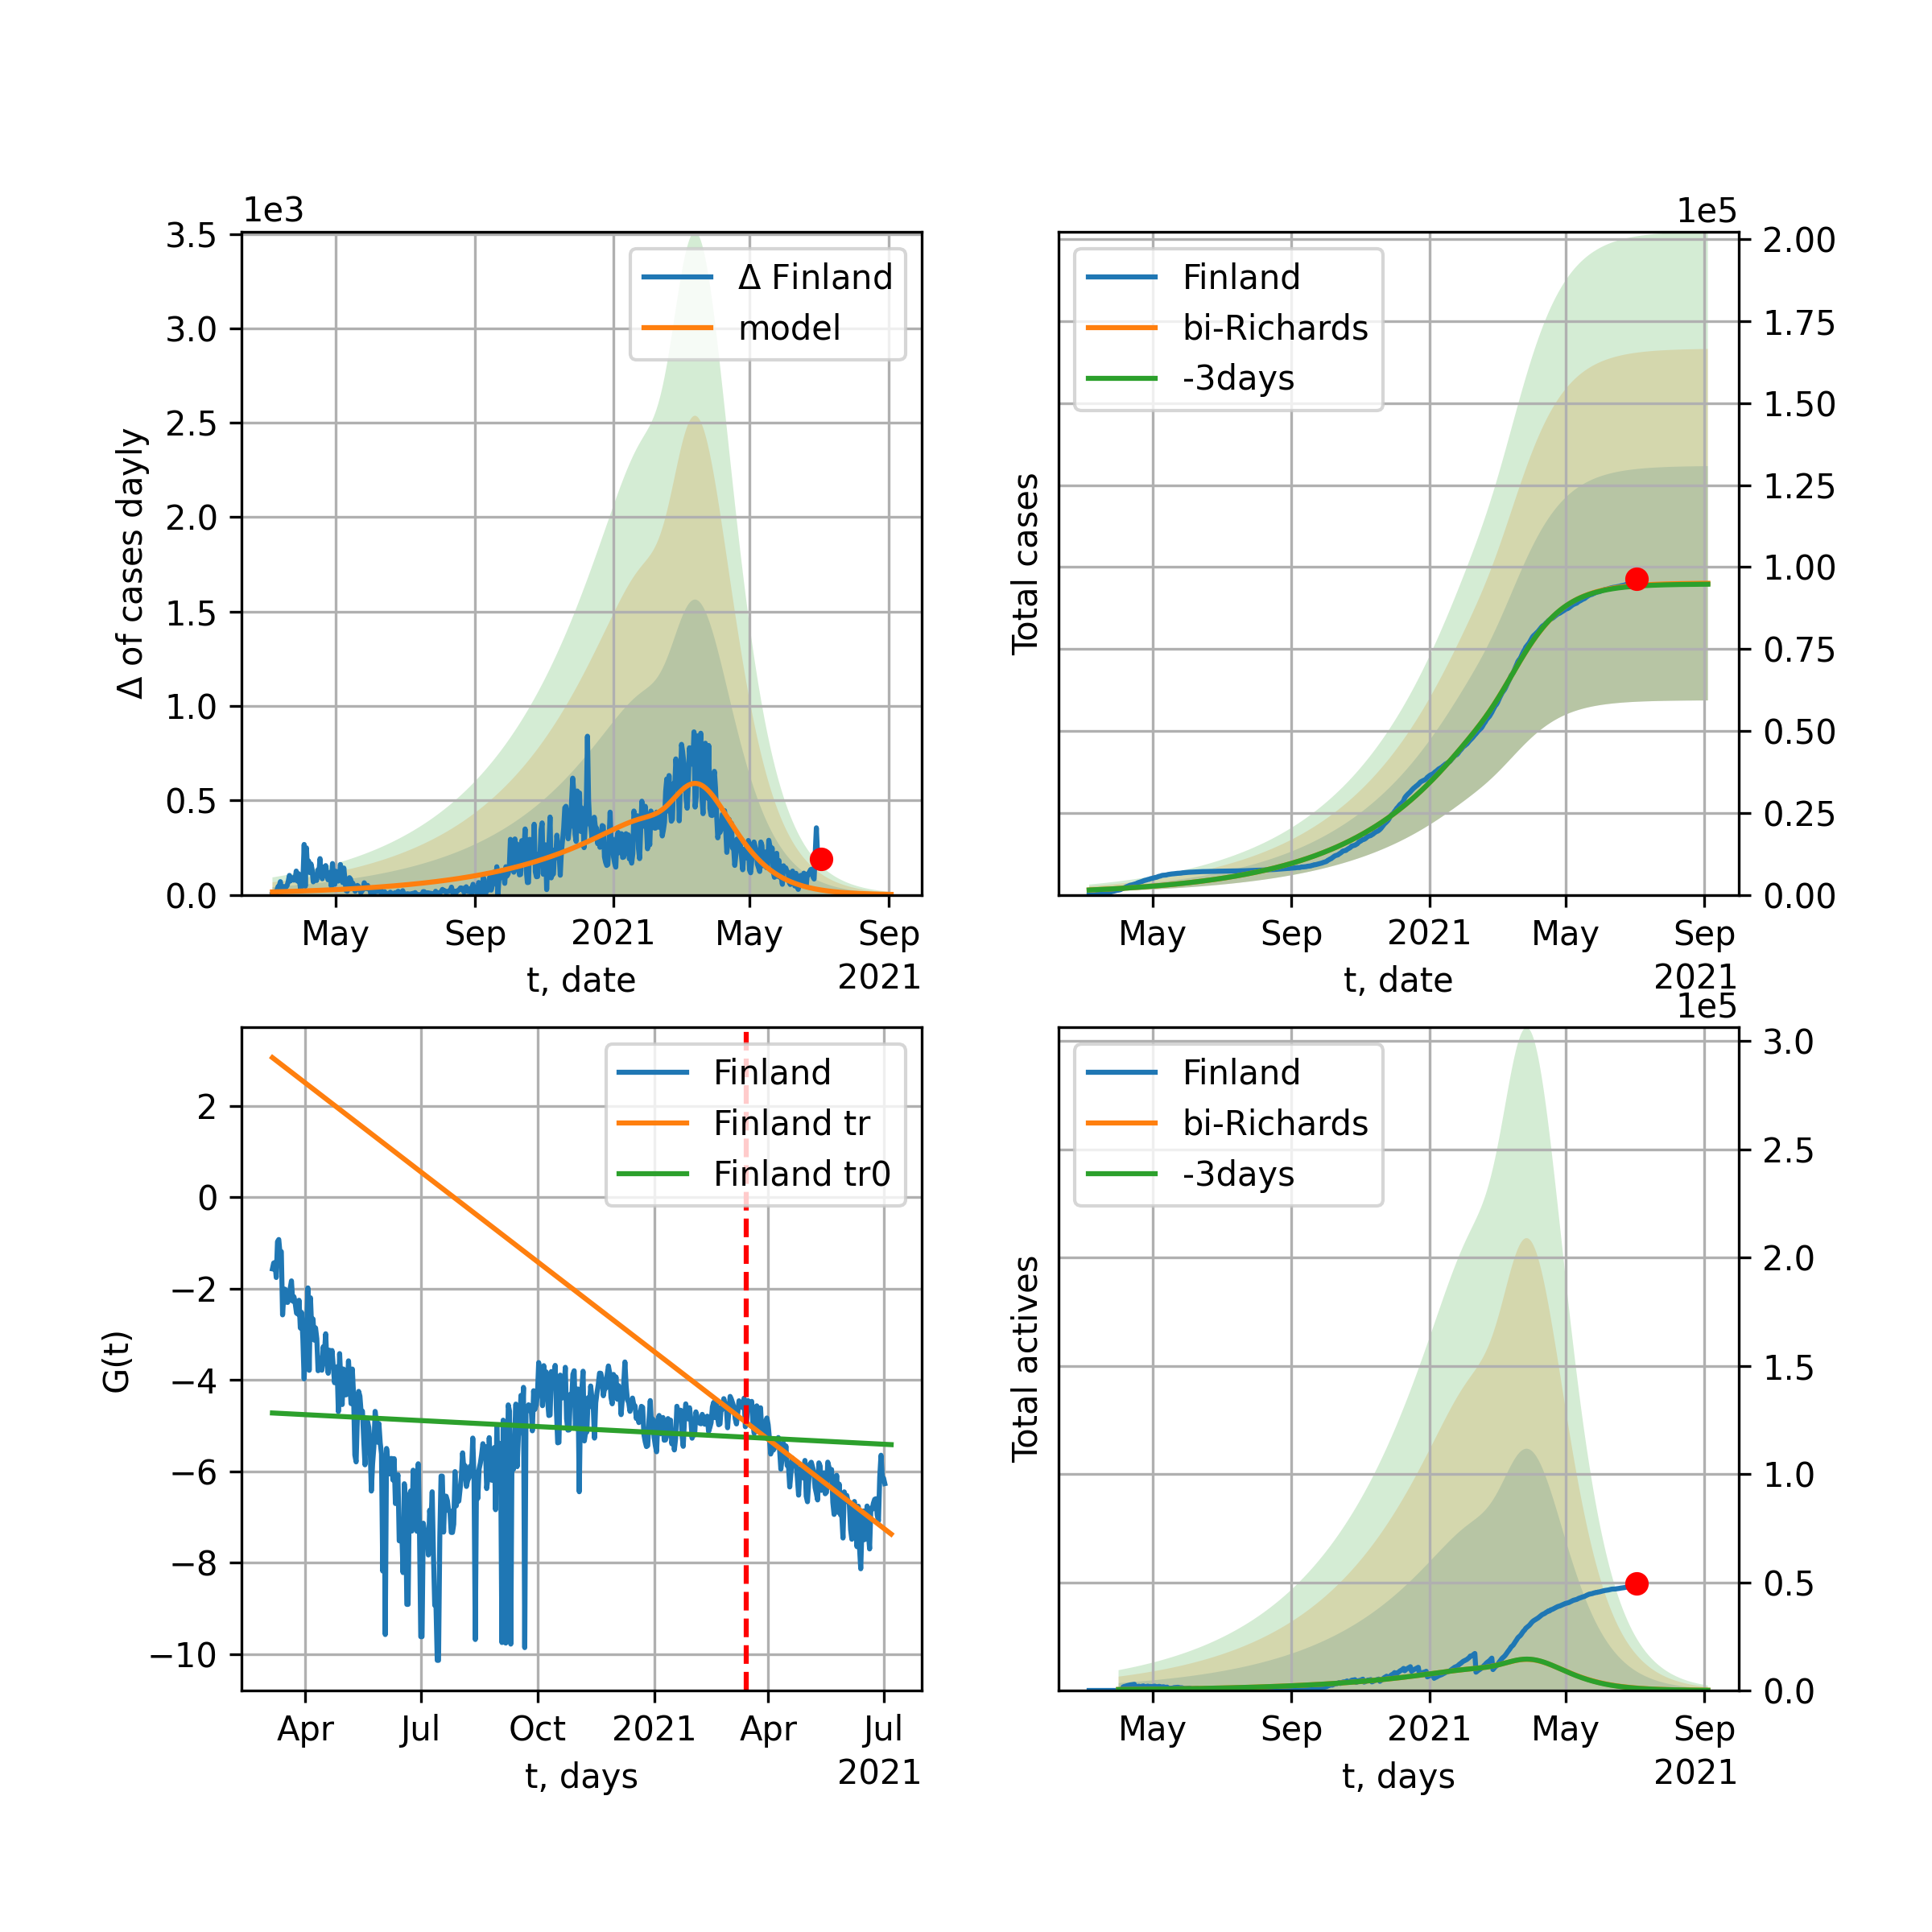 1e3
3.5
3.0
2.5
2.0
1.5
1.0
0.5
0.0
Δ of cases dayly
Δ Finland
model
May Sep 2021 May Sep
t, date
2021
1e5
2.00
1.75
1.50
1.25
1.00
0.75
0.50
0.25
0.00
Total cases
Finland
bi-Richards
-3days
May Sep 2021 May Sep
t, date
2021
2
0
−2
−4
−6
−8
−10
G(t)
Finland
Finland tr
Finland tr0
Apr Jul Oct 2021 Apr Jul
t, days
2021
1e5
3.0
2.5
2.0
1.5
1.0
0.5
0.0
Total actives
Finland
bi-Richards
-3days
May Sep 2021 May Sep
t, days
2021